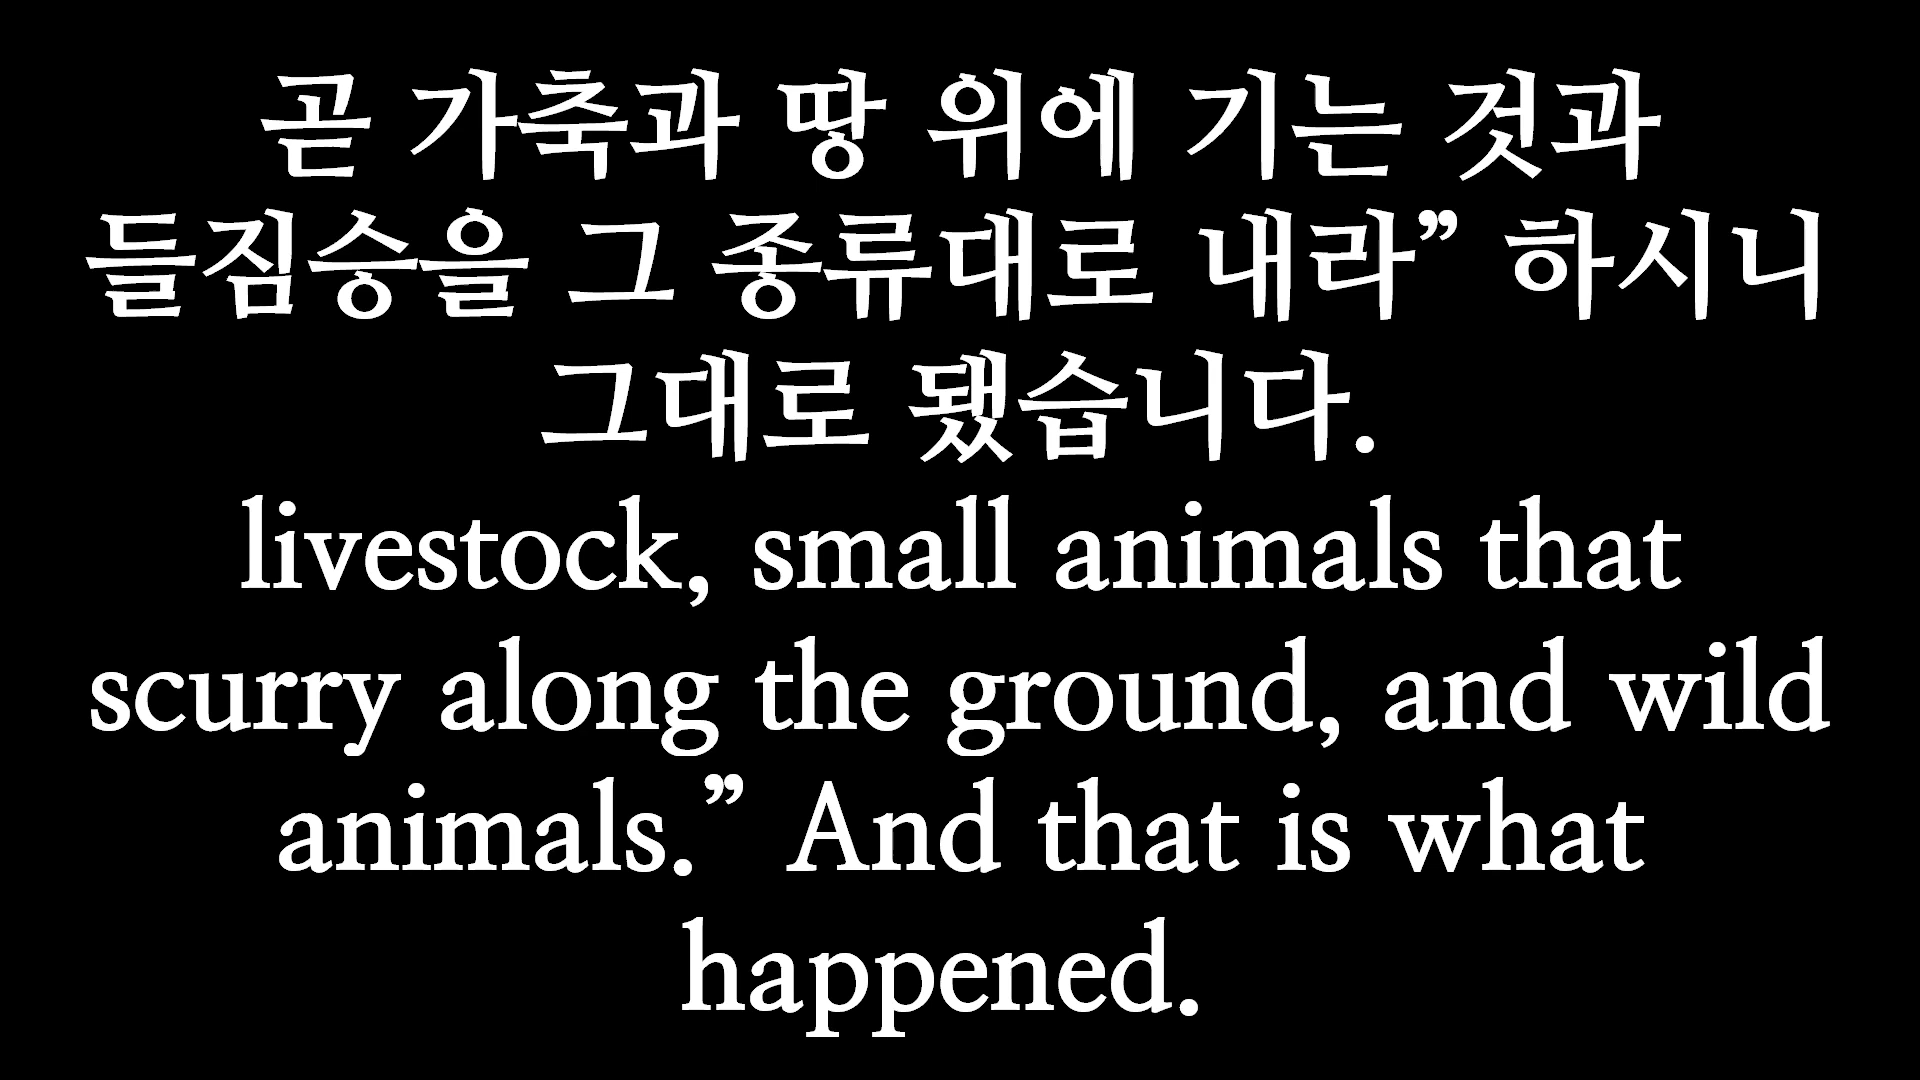 곧 가축과 땅 위에 기는 것과
들짐승을 그 종류대로 내라” 하시니
그대로 됐습니다.
livestock, small animals that
scurry along the ground, and wild
animals.” And that is what
happened.